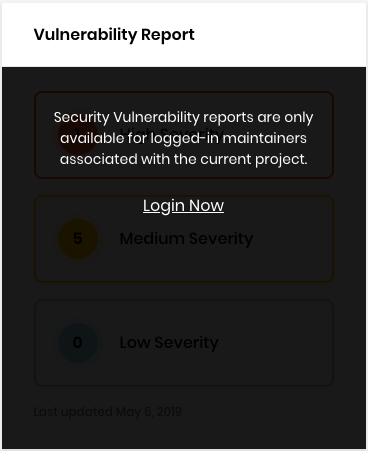 Vulnerability Report
Security Vulnerability reports are only
available for logged-in maintainers
associated with the current project.
Login Now
5
Medium Severity
0
Low Severity
Last updated May 6, 2019